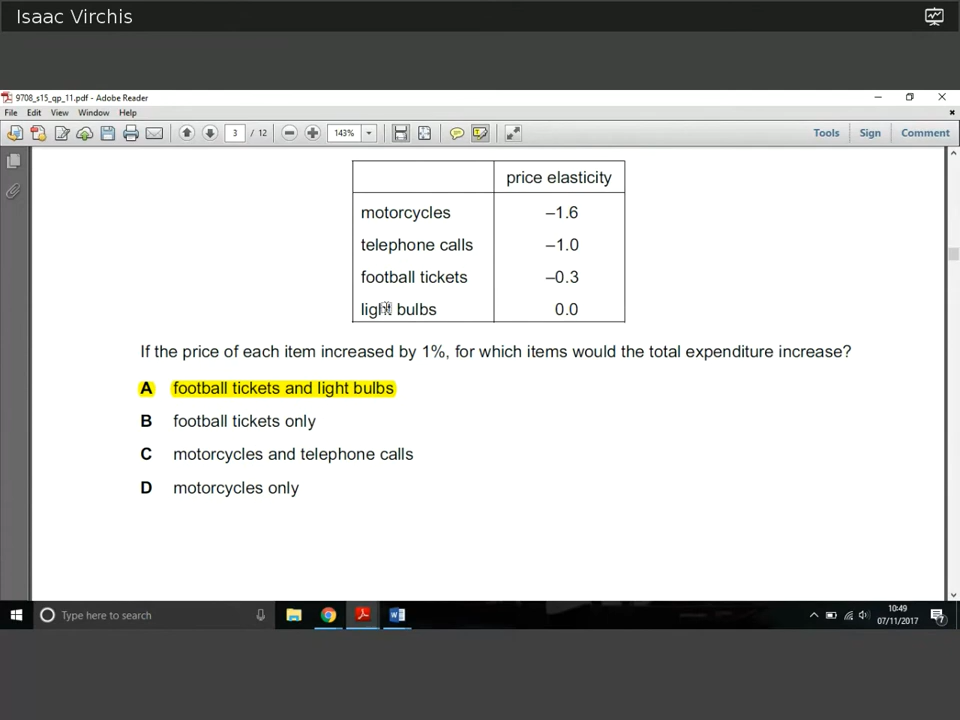 Isaac Virchis
9708_s15_qp_11.pdf - Adobe Reader
File Edit View Window Help
3 / 12 143% Tools Sign Comment
price elasticity
motorcycles –1.6
telephone calls –1.0
football tickets –0.3
light bulbs 0.0
If the price of each item increased by 1%, for which items would the total expenditure increase?
A football tickets and light bulbs
B football tickets only
C motorcycles and telephone calls
D motorcycles only
Type here to search
10:49
07/11/2017
7